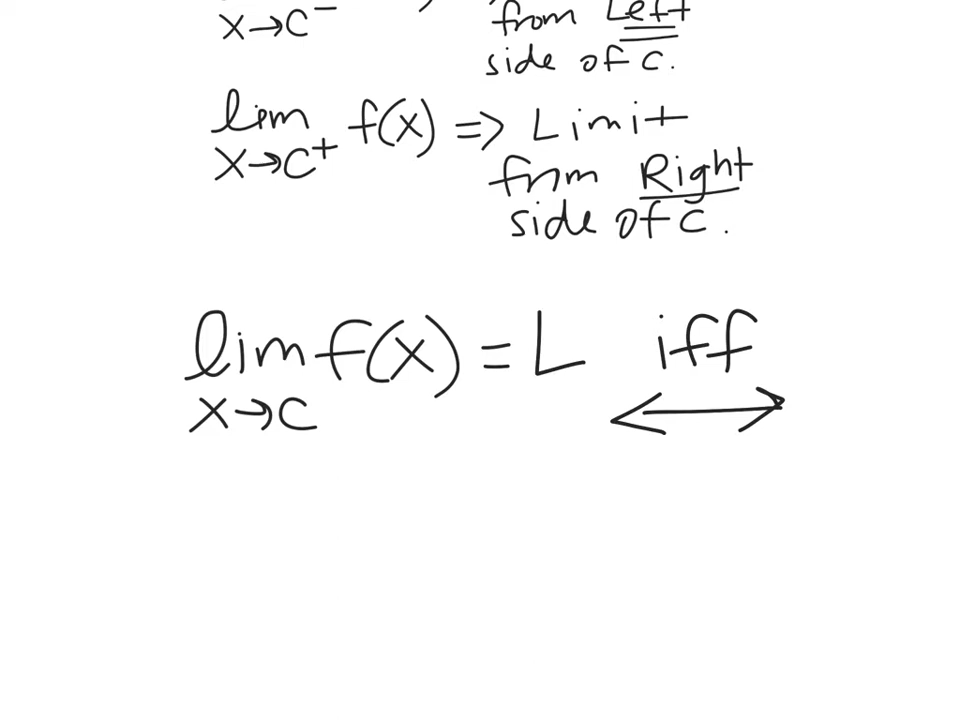 from Left
x→c⁻
side of c.
lim f(x) => Limit
x→c⁺
from Right
side of c.
lim f(x) = L iff
x→c